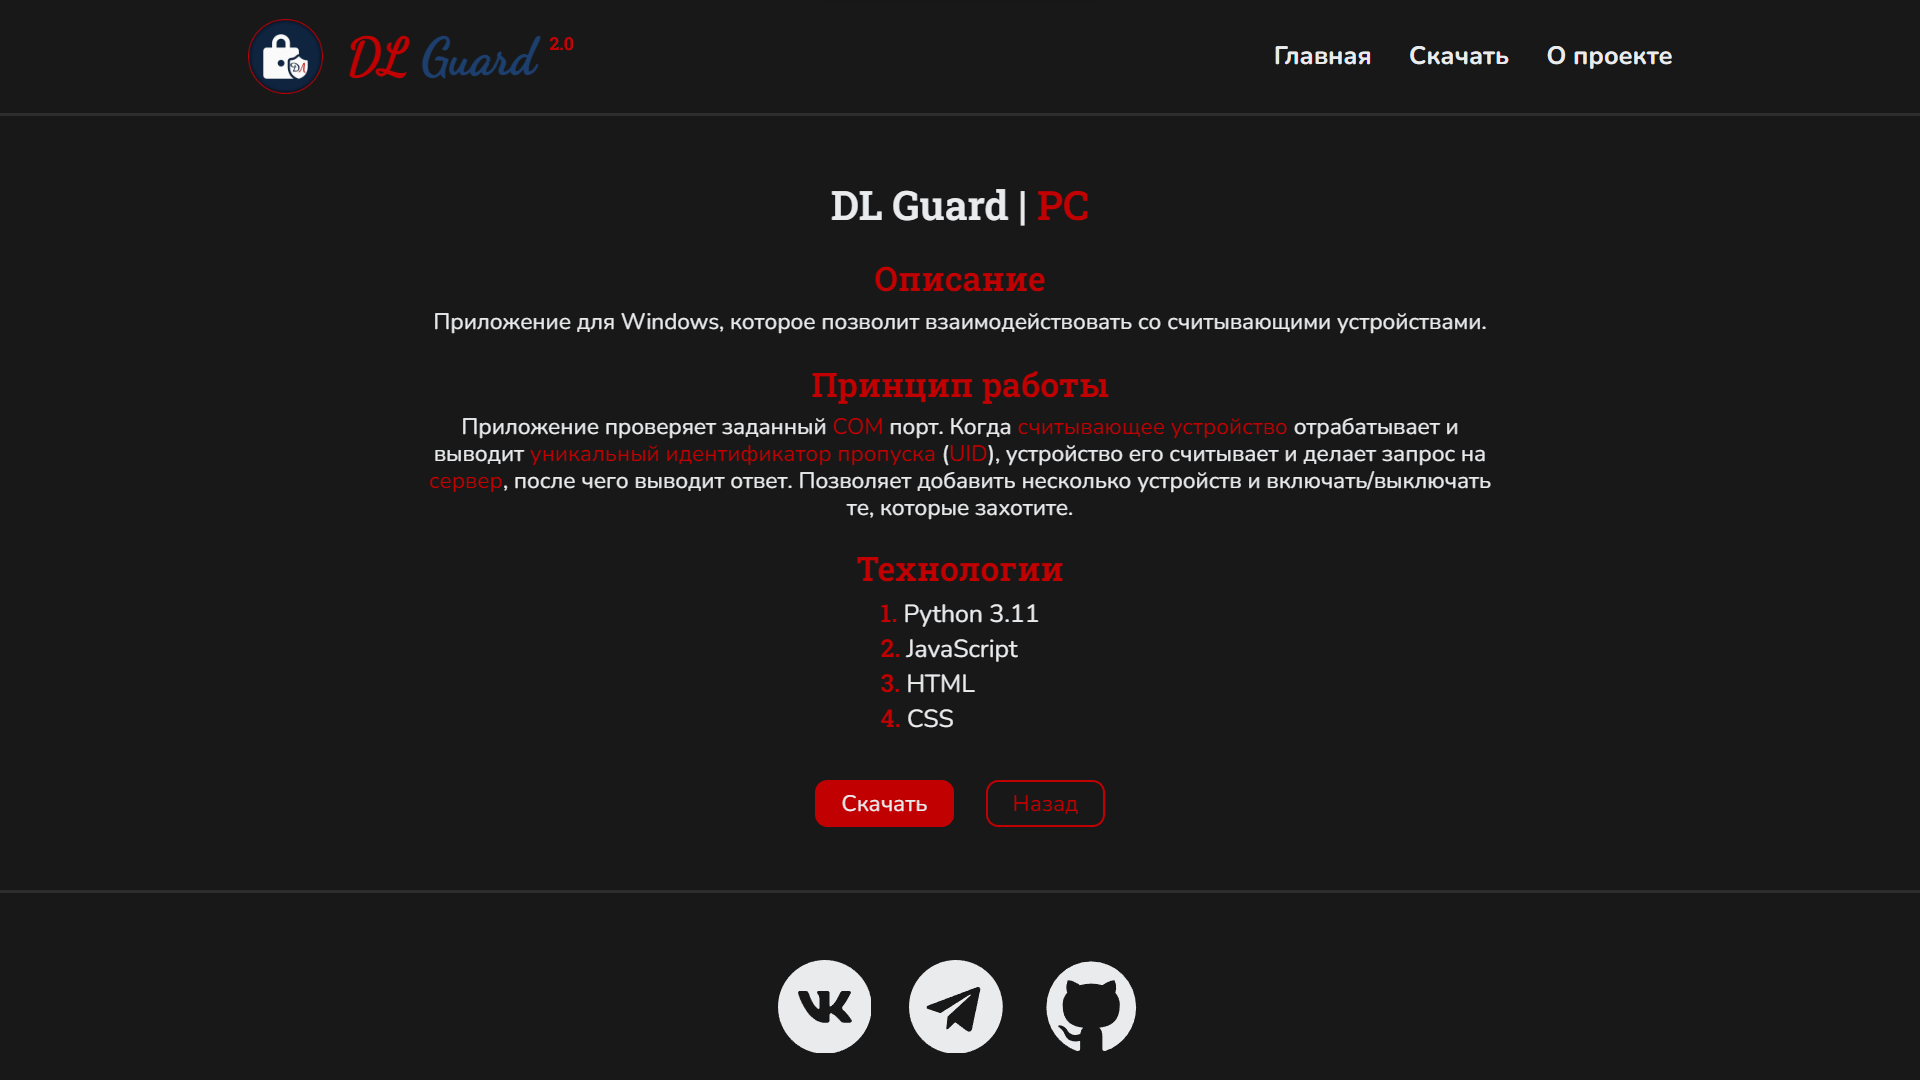 DL Guard 2.0
Главная Скачать О проекте
DL Guard | PC
Описание
Приложение для Windows, которое позволит взаимодействовать со считывающими устройствами.
Принцип работы
Приложение проверяет заданный COM порт. Когда считывающее устройство отрабатывает и
выводит уникальный идентификатор пропуска (UID), устройство его считывает и делает запрос на
сервер, после чего выводит ответ. Позволяет добавить несколько устройств и включать/выключать
те, которые захотите.
Технологии
1. Python 3.11
2. JavaScript
3. HTML
4. CSS
Скачать Назад